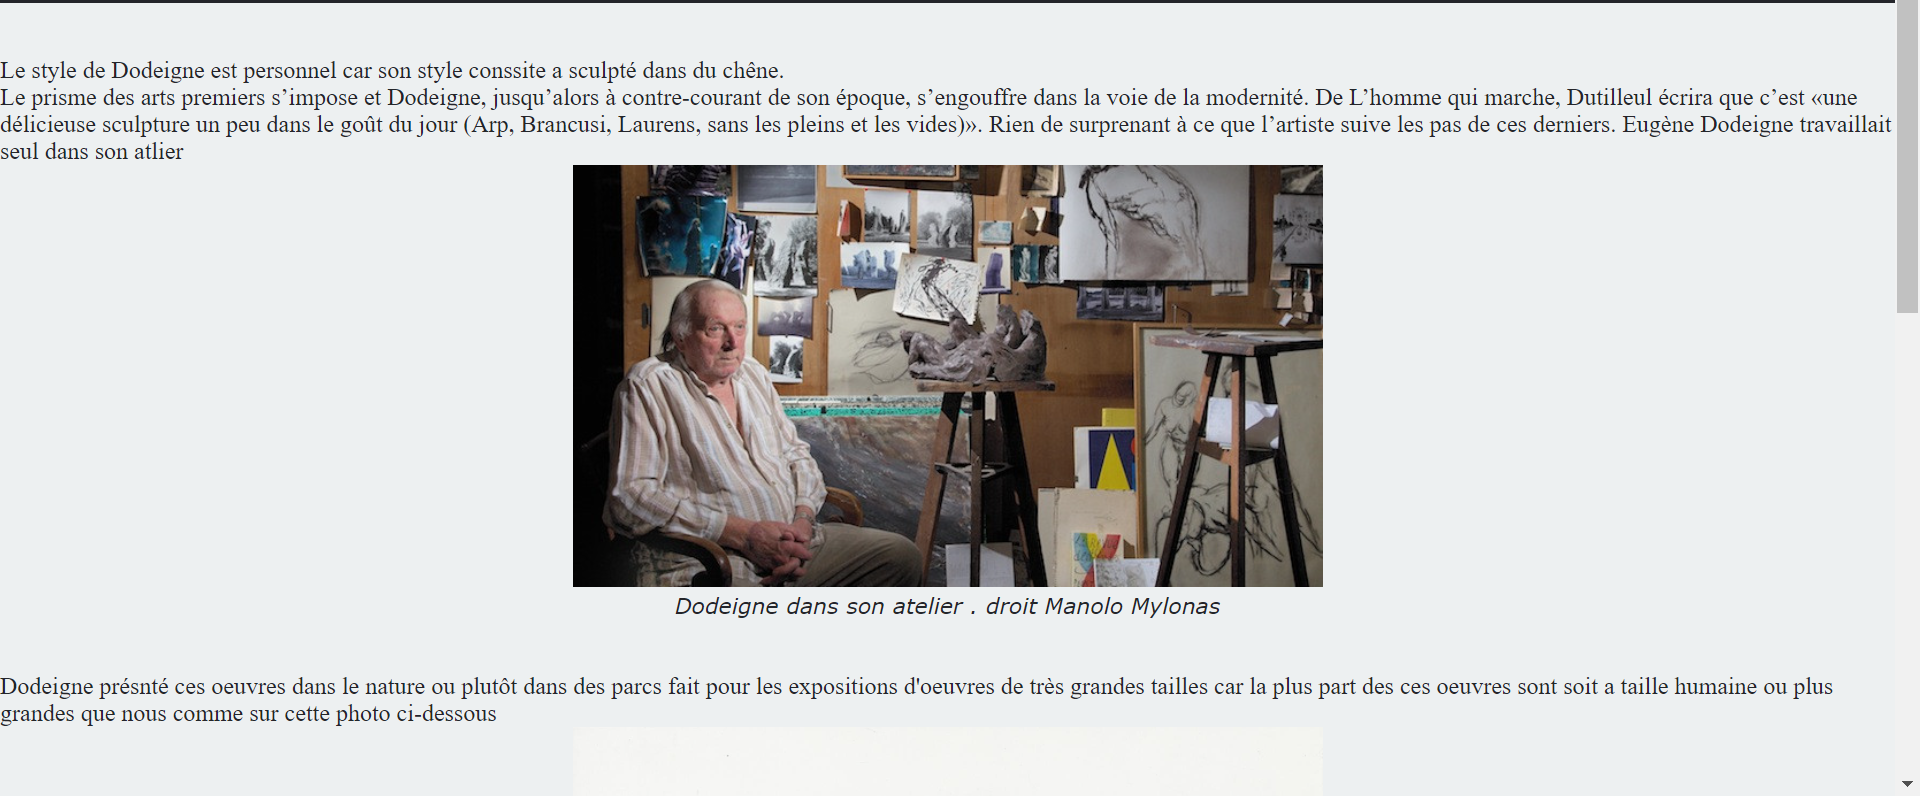 Le style de Dodeigne est personnel car son style conssite a sculpté dans du chêne.
Le prisme des arts premiers s’impose et Dodeigne, jusqu’alors à contre-courant de son époque, s’engouffre dans la voie de la modernité. De L’homme qui marche, Dutilleul écrira que c’est «une
délicieuse sculpture un peu dans le goût du jour (Arp, Brancusi, Laurens, sans les pleins et les vides)». Rien de surprenant à ce que l’artiste suive les pas de ces derniers. Eugène Dodeigne travaillait
seul dans son atlier
Dodeigne dans son atelier . droit Manolo Mylonas
Dodeigne présnté ces oeuvres dans le nature ou plutôt dans des parcs fait pour les expositions d'oeuvres de très grandes tailles car la plus part des ces oeuvres sont soit a taille humaine ou plus
grandes que nous comme sur cette photo ci-dessous